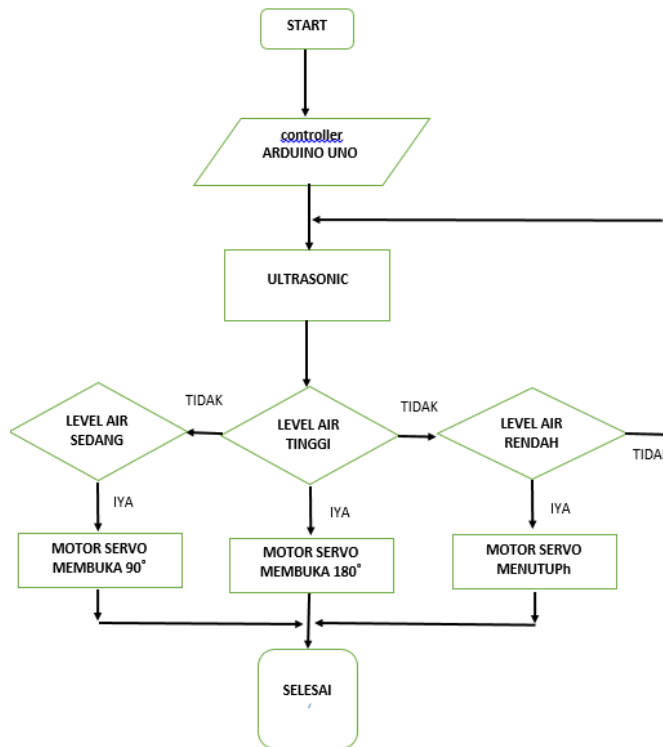 START
controller
ARDUINO UNO
ULTRASONIC
TIDAK
TIDAK
LEVEL AIR
SEDANG
LEVEL AIR
TINGGI
LEVEL AIR
RENDAH
TIDAK
IYA
IYA
IYA
MOTOR SERVO
MEMBUKA 90°
MOTOR SERVO
MEMBUKA 180°
MOTOR SERVO
MENUTUPh
SELESAI